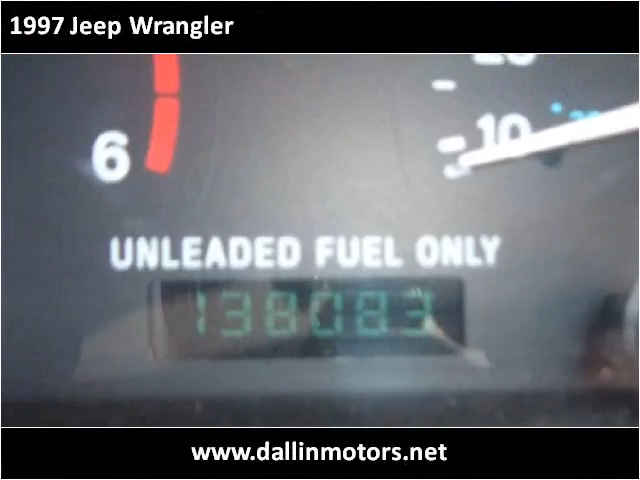 1997 Jeep Wrangler
6
10
UNLEADED FUEL ONLY
138083
www.dallinmotors.net